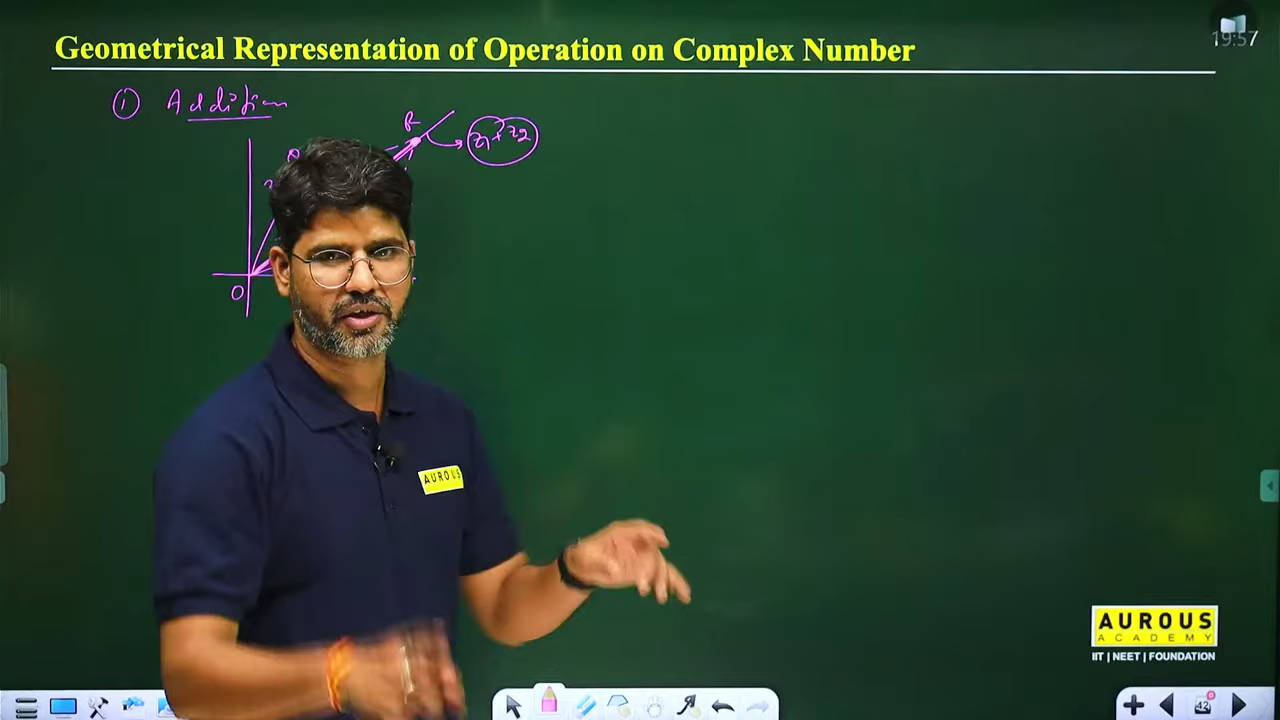 19:57
Geometrical Representation of Operation on Complex Number
① Addition
R
z1+z2
O
AUROUS
AUROUS
ACADEMY
IIT | NEET | FOUNDATION
42